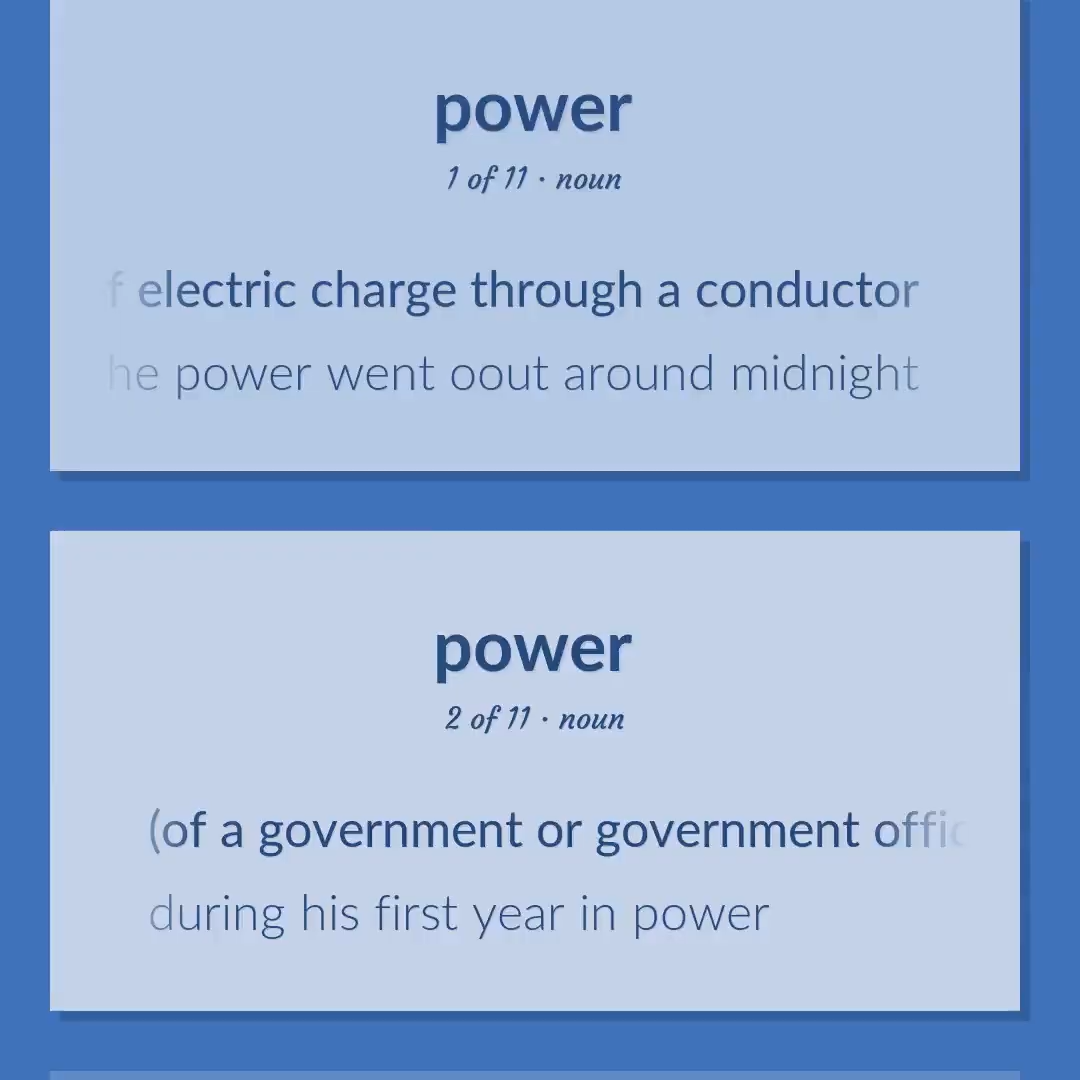 power
1 of 11 · noun
f electric charge through a conductor
he power went oout around midnight
power
2 of 11 · noun
(of a government or government offic
during his first year in power